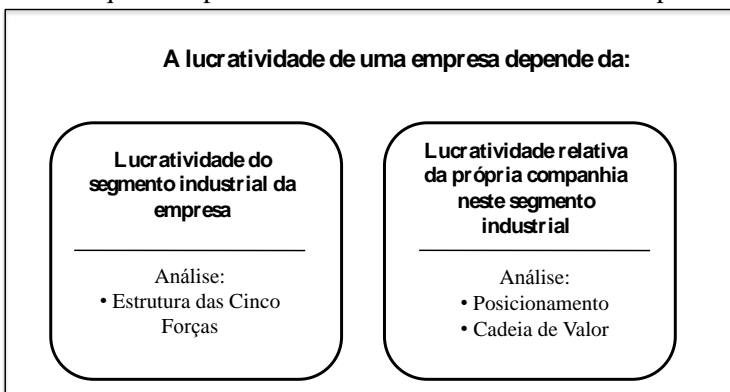 A lucratividade de uma empresa depende da:
Lucratividade do
segmento industrial da
empresa
Análise:
• Estrutura das Cinco
Forças
Lucratividade relativa
da própria companhia
neste segmento
industrial
Análise:
• Posicionamento
• Cadeia de Valor